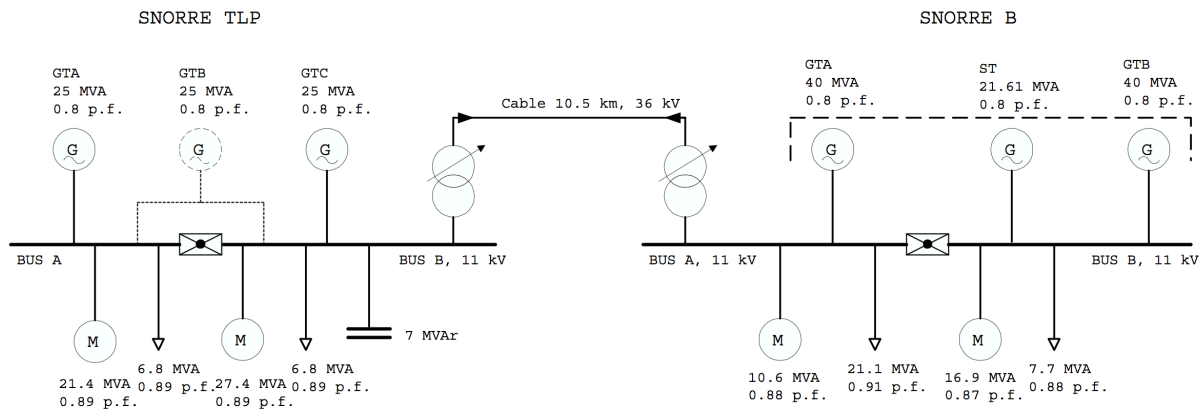 SNORRE TLP
SNORRE B
GTA
25 MVA
0.8 p.f.
GTB
25 MVA
0.8 p.f.
GTC
25 MVA
0.8 p.f.
Cable 10.5 km, 36 kV
GTA
40 MVA
0.8 p.f.
ST
21.61 MVA
0.8 p.f.
GTB
40 MVA
0.8 p.f.
G
G
G
G
G
G
BUS A
BUS B, 11 kV
BUS A, 11 kV
BUS B, 11 kV
M
M
7 MVAr
M
M
21.4 MVA
0.89 p.f.
6.8 MVA
0.89 p.f.
27.4 MVA
0.89 p.f.
6.8 MVA
0.89 p.f.
10.6 MVA
0.88 p.f.
21.1 MVA
0.91 p.f.
16.9 MVA
0.87 p.f.
7.7 MVA
0.88 p.f.